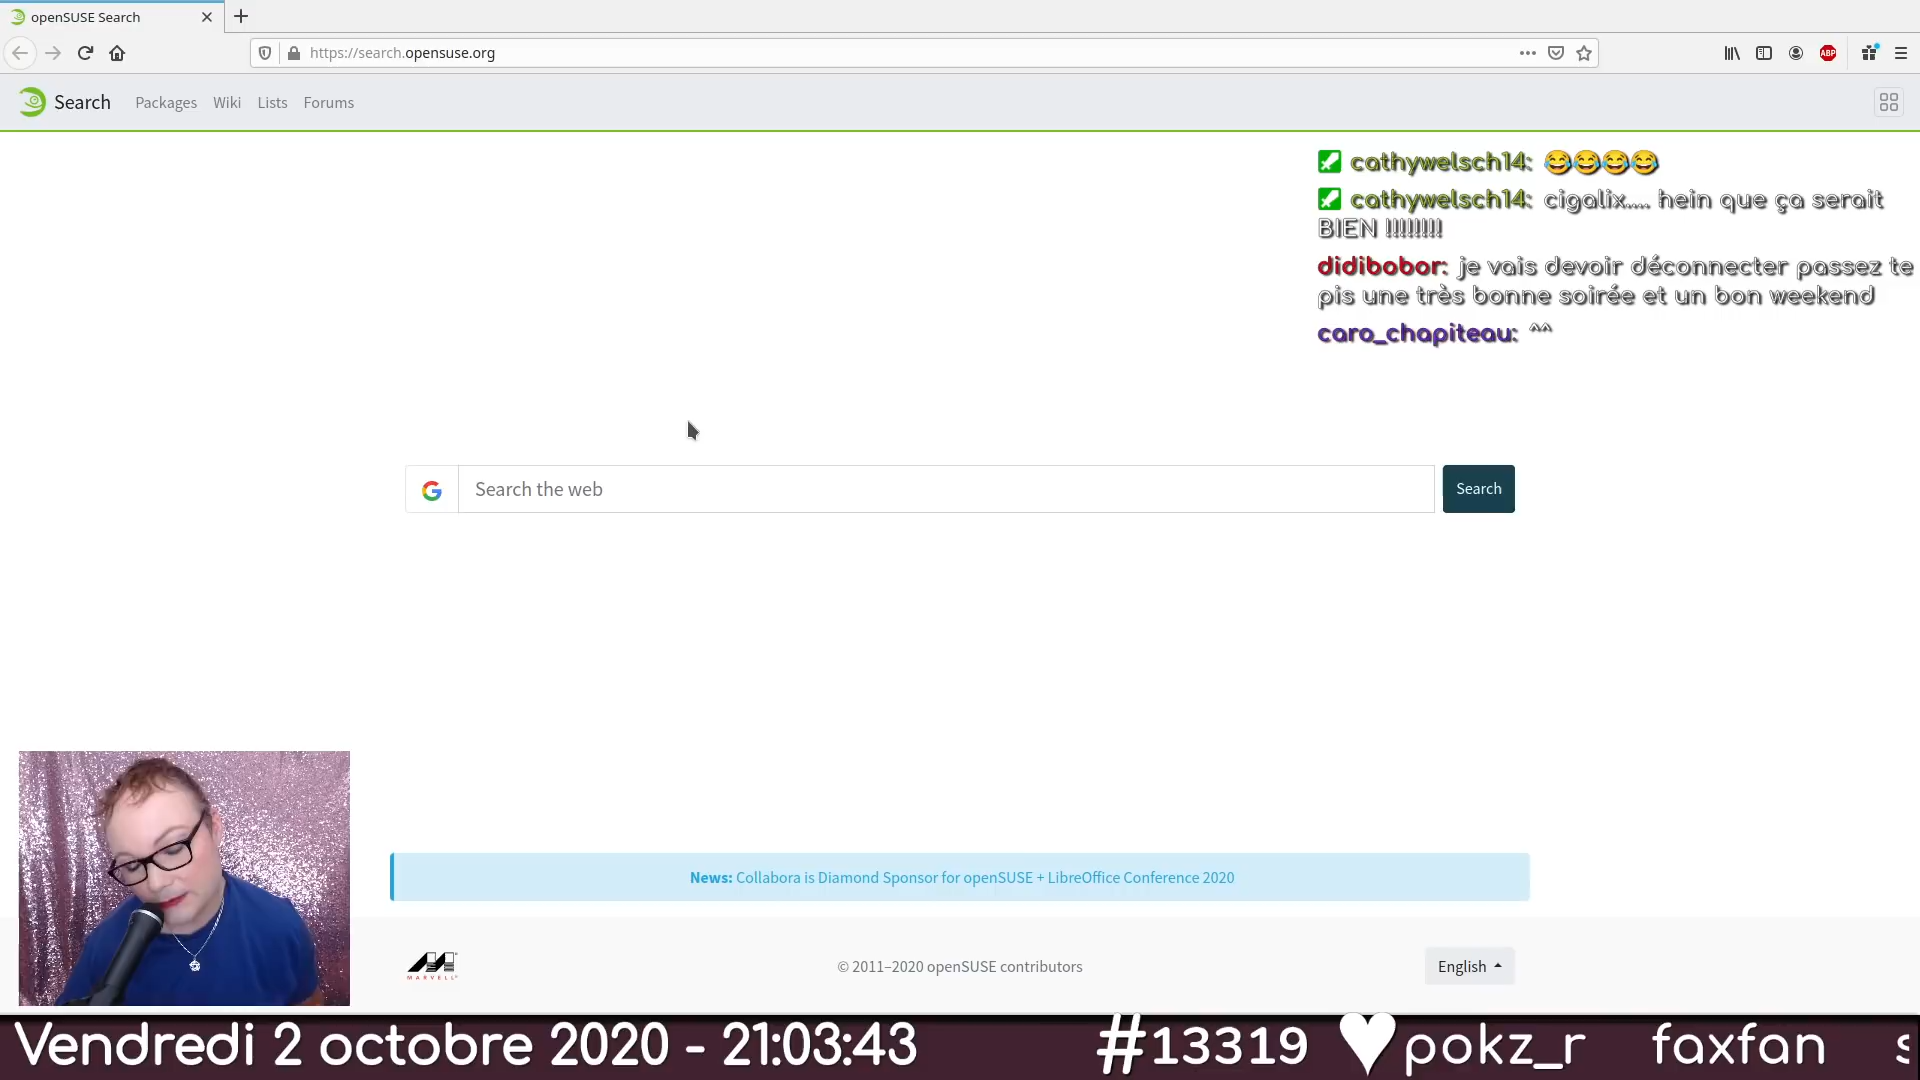 openSUSE Search
https://search.opensuse.org
ABP
Search Packages Wiki Lists Forums
cathywelsch14: 😂😂😂😂
cathywelsch14: cigalix.... hein que ça serait
BIEN !!!!!!!!!
didibobor: je vais devoir déconnecter passez te
pis une très bonne soirée et un bon weekend
caro_chapiteau: ^^
Search the web
Search
News: Collabora is Diamond Sponsor for openSUSE + LibreOffice Conference 2020
MARVELL
© 2011–2020 openSUSE contributors
English
Vendredi 2 octobre 2020 - 21:03:43 #13319 ♥pokz_r faxfan s